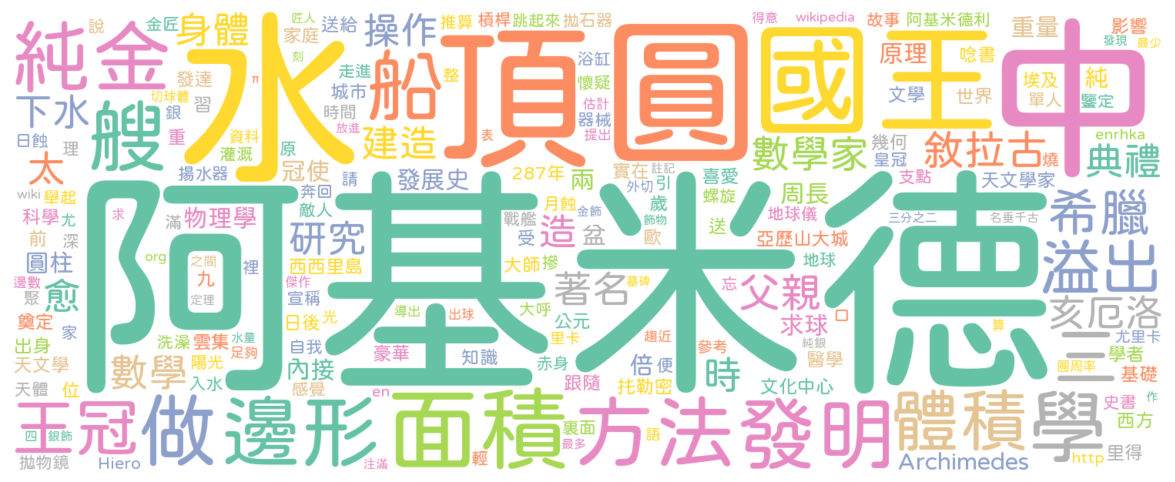 阿基米德
水
頂
圓
國王
中
純金
船
艘
身體
操作
下水
太
建造
數學家
敘拉古
典禮
原理
重量
影響
金匠
說
匠人
家庭
送給
推算
槓桿
跳起來
拋石器
得意
wikipedia
故事
阿基米德利
發現
最少
唸書
刻
π
走進
整
浴缸
懷疑
發達
切球體
銀
習
城市
估計
器械
提出
文學
世界
埃及
純
單人
鑒定
時間
放進
表
日蝕
理
重
資料
灌溉
原
幾何
皇冠
enrhka
燒
揚水器
冠使
奔回
請
發展史
287年
兩
實在
註記
外切
引
喜愛
螺旋
周長
支點
天文學家
wiki
舉起
敵人
月蝕
金飾
歲
飾物
地球儀
三分之二
名垂千古
希臘
科學
尤
求
滿
物理學
戰艦
受
造
盆
歐
送
亞歷山大城
前
深
研究
溢出
圓柱
org
之間
九
定理
裡
西西里島
大師
摻
地球
邊數
傑作
宣稱
著名
墓碑
忘
父親
聚
愈
亥厄洛
奠定
家
日後
光
導出
出球
大呼
公元
求球
口
算
三
洗澡
雲集
水量
足夠
自我
里卡
趨近
尤里卡
出身
天文學
數學
陽光
內接
豪華
知識
赤身
倍
便
純銀
參考
醫學
圓周率
學者
天體
位
入水
感覺
en
跟隨
托勒密
時
文化中心
基礎
王冠
做
邊形
面積
方法
發明
體積
學
史書
作
西方
裏面
四
銀飾
最多
語
拋物鏡
Hiero
注滿
輕
Archimedes
http
里得